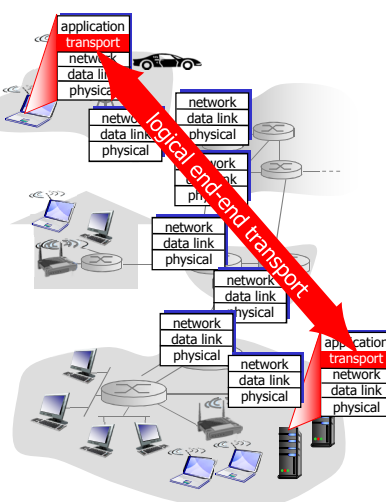 application
transport
network
data link
physical
network
data link
physical
network
data link
physical
network
data link
physical
logical end-end transport
network
data link
physical
network
data link
physical
network
data link
physical
network
data link
physical
application
transport
network
data link
physical